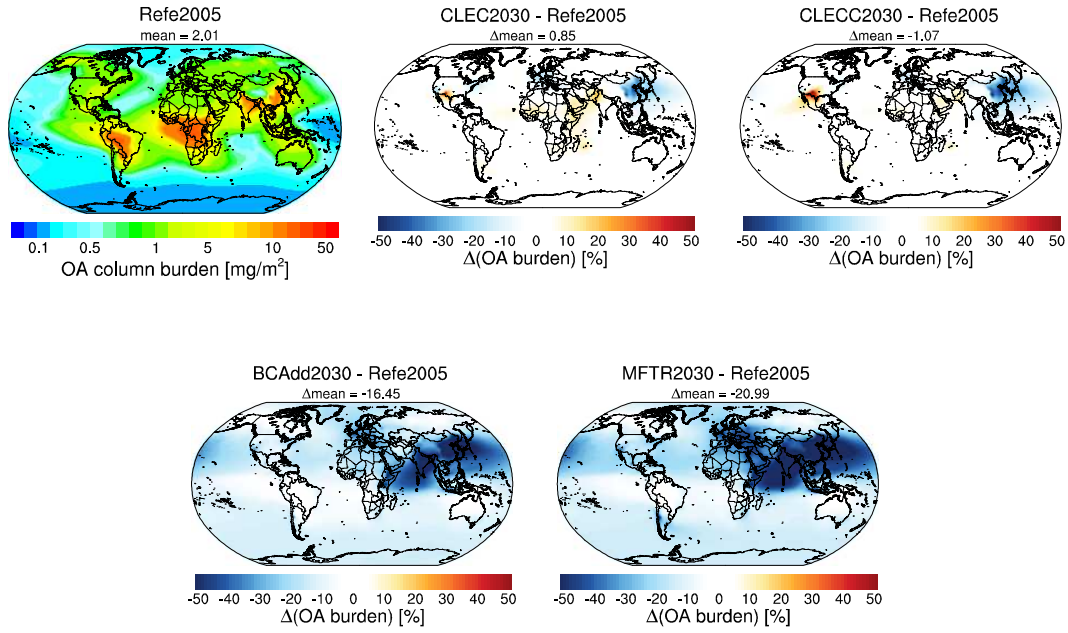 Refe2005
mean = 2.01
0.1 0.5 1 5 10 50
OA column burden [mg/m²]
CLEC2030 - Refe2005
Δmean = 0.85
-50 -40 -30 -20 -10 0 10 20 30 40 50
Δ(OA burden) [%]
CLECC2030 - Refe2005
Δmean = -1.07
-50 -40 -30 -20 -10 0 10 20 30 40 50
Δ(OA burden) [%]
BCAdd2030 - Refe2005
Δmean = -16.45
-50 -40 -30 -20 -10 0 10 20 30 40 50
Δ(OA burden) [%]
MFTR2030 - Refe2005
Δmean = -20.99
-50 -40 -30 -20 -10 0 10 20 30 40 50
Δ(OA burden) [%]